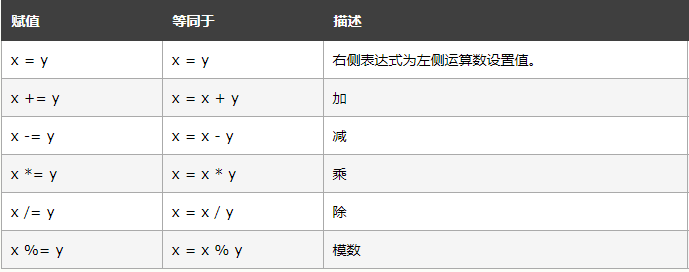 赋值 等同于 描述
x = y x = y 右侧表达式为左侧运算数设置值。
x += y x = x + y 加
x -= y x = x - y 减
x *= y x = x * y 乘
x /= y x = x / y 除
x %= y x = x % y 模数